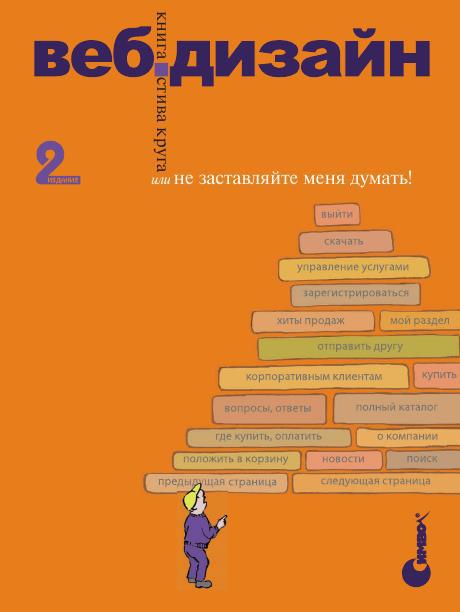 веб.дизайн
книга стива круга
2
издание
или не заставляйте меня думать!
выйти
скачать
управление услугами
зарегистрироваться
хиты продаж мой раздел
отправить другу
корпоративным клиентам купить
вопросы, ответы полный каталог
где купить, оплатить о компании
положить в корзину новости поиск
предыдущая страница следующая страница
Символ®